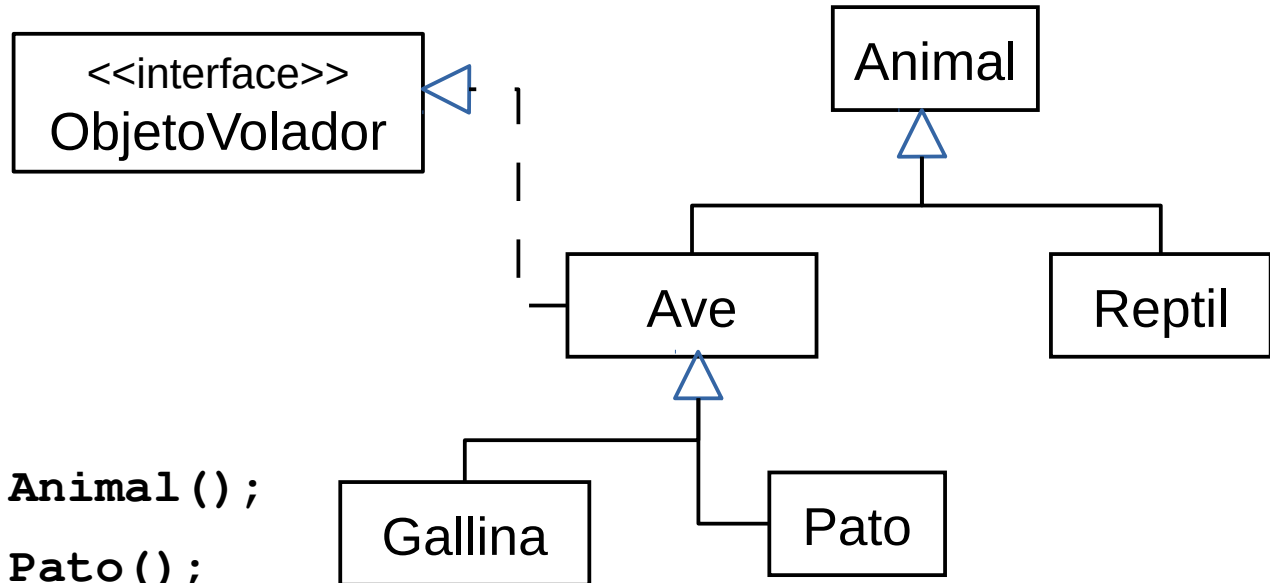 <<interface>>
ObjetoVolador
Animal
Ave
Reptil
Animal();
Gallina
Pato
Pato();